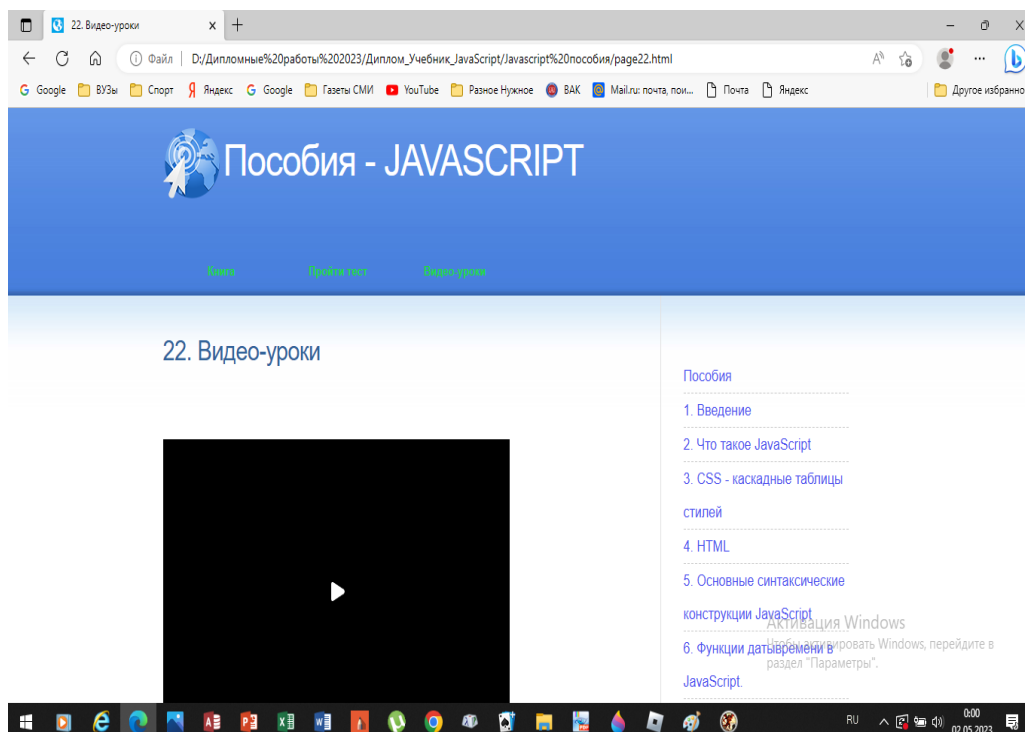 22. Видео-уроки
Файл D:/Дипломные%20работы%202023/Диплом_Учебник_JavaScript/Javascript%20пособия/page22.html
Google ВУЗы Спорт Яндекс Google Газеты СМИ YouTube Разное Нужное ВАК Mail.ru: почта, пои... Почта Яндекс Другое избранно
Пособия - JAVASCRIPT
Книга Пройти тест Видео-уроки
22. Видео-уроки
Пособия
1. Введение
2. Что такое JavaScript
3. CSS - каскадные таблицы
стилей
4. HTML
5. Основные синтаксические
конструкции JavaScript
6. Функции датывремени в
JavaScript.
Активация Windows
Чтобы активировать Windows, перейдите в
раздел "Параметры".
RU 0:00
02.05.2023